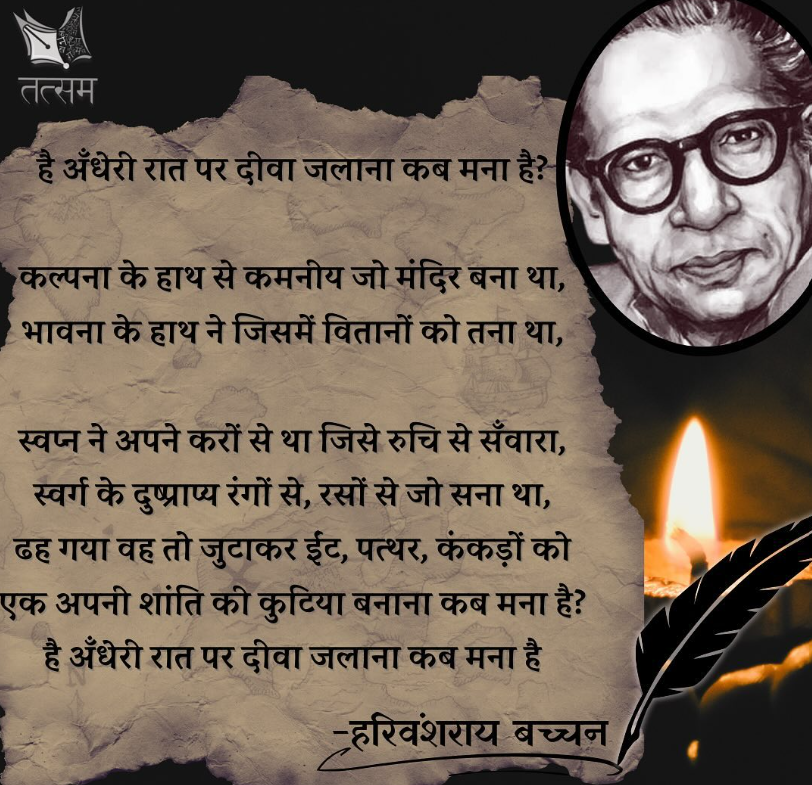 तत्सम
है अँधेरी रात पर दीवा जलाना कब मना है?
कल्पना के हाथ से कमनीय जो मंदिर बना था,
भावना के हाथ ने जिसमें वितानों को तना था,
स्वप्न ने अपने करों से था जिसे रुचि से सँवारा,
स्वर्ग के दुष्प्राप्य रंगों से, रसों से जो सना था,
ढह गया वह तो जुटाकर ईंट, पत्थर, कंकड़ों को
एक अपनी शांति की कुटिया बनाना कब मना है?
है अँधेरी रात पर दीवा जलाना कब मना है
-हरिवंशराय बच्चन